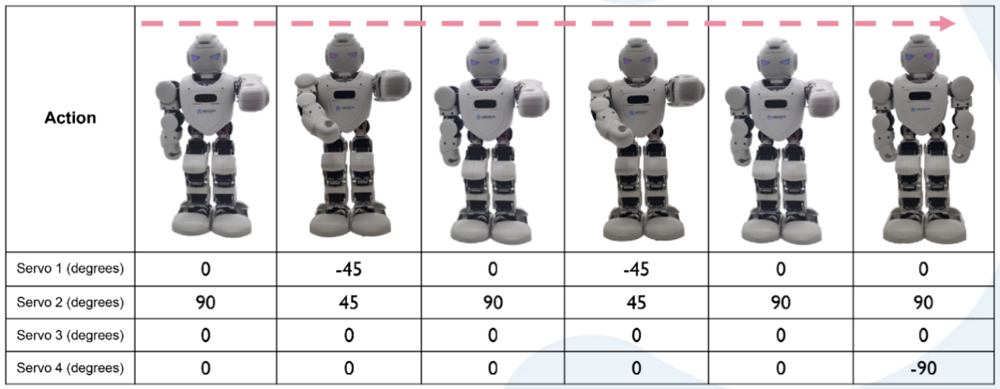 Action
Servo 1 (degrees) 0 -45 0 -45 0 0
Servo 2 (degrees) 90 45 90 45 90 90
Servo 3 (degrees) 0 0 0 0 0 0
Servo 4 (degrees) 0 0 0 0 0 -90